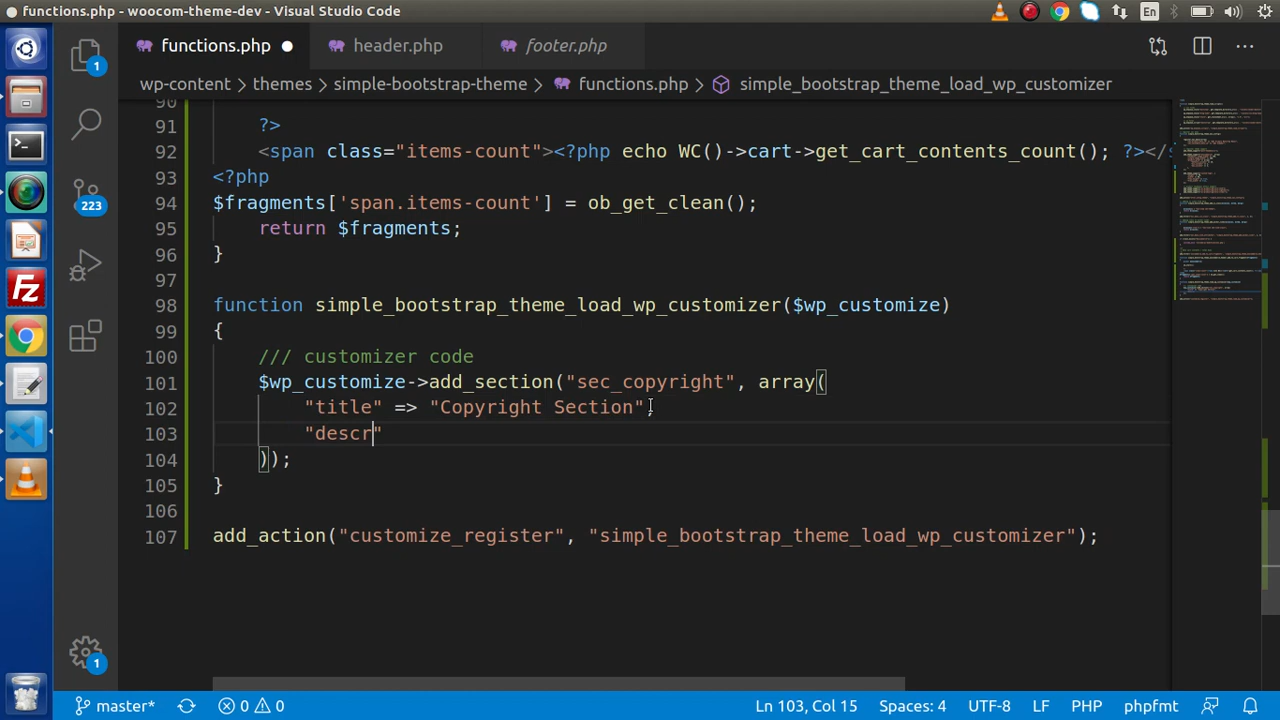 functions.php - woocom-theme-dev - Visual Studio Code
En
functions.php
header.php
footer.php
wp-content
themes
simple-bootstrap-theme
functions.php
simple_bootstrap_theme_load_wp_customizer
90
91 ?>
92 <span class="items-count"><?php echo WC()->cart->get_cart_contents_count(); ?></s
93 <?php
94 $fragments['span.items-count'] = ob_get_clean();
95 return $fragments;
96 }
97
98 function simple_bootstrap_theme_load_wp_customizer($wp_customize)
99 {
100 /// customizer code
101 $wp_customize->add_section("sec_copyright", array(
102 "title" => "Copyright Section",
103 "descr"
104 ));
105 }
106
107 add_action("customize_register", "simple_bootstrap_theme_load_wp_customizer");
1
223
Fz
1
master*
0 0
Ln 103, Col 15
Spaces: 4
UTF-8
LF
PHP
phpfmt